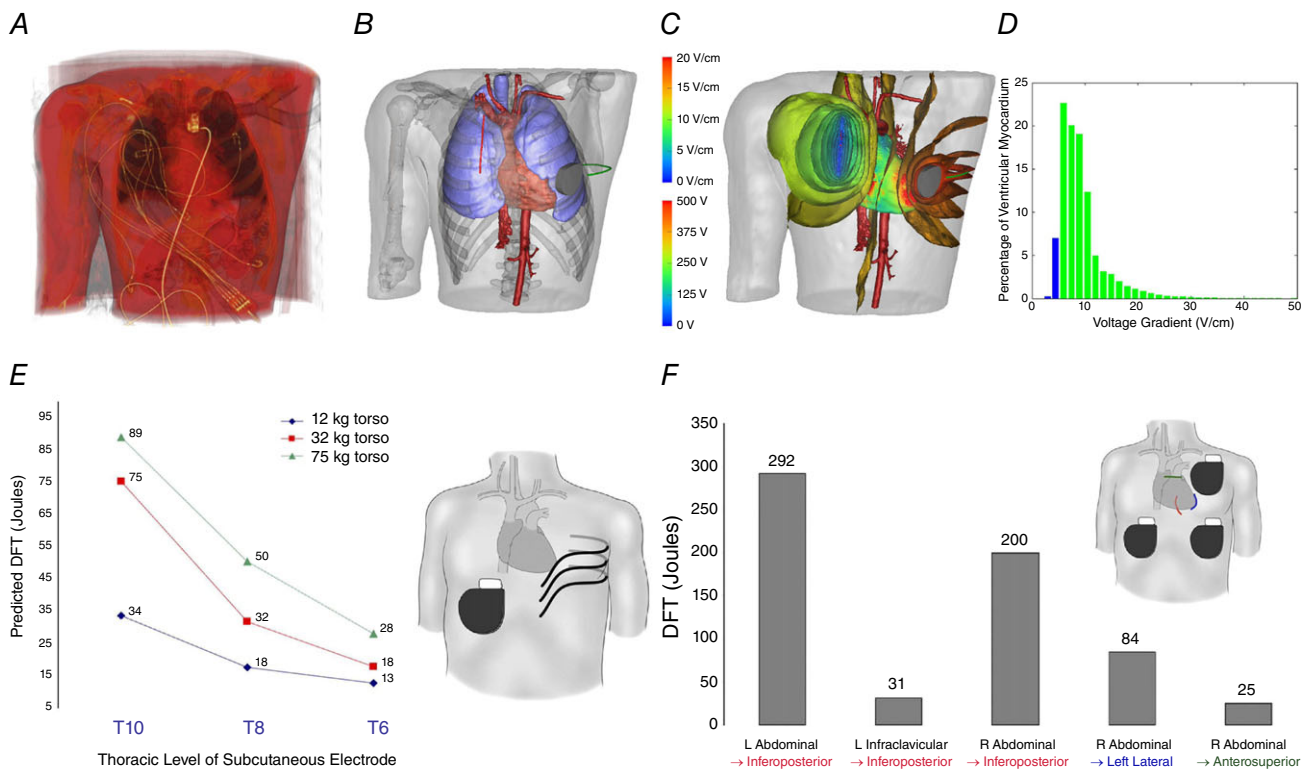 A
B
C
D
20 V/cm
15 V/cm
10 V/cm
5 V/cm
0 V/cm
500 V
375 V
250 V
125 V
0 V
Percentage of Ventricular Myocardium
25
20
15
10
5
0
0 10 20 30 40 50
Voltage Gradient (V/cm)
E
Predicted DFT (Joules)
95
85
75
65
55
45
35
25
15
5
12 kg torso
32 kg torso
75 kg torso
89
75
34
50
32
18
28
18
13
T10 T8 T6
Thoracic Level of Subcutaneous Electrode
F
DFT (Joules)
350
300
250
200
150
100
50
0
292
31
200
84
25
L Abdominal
→ Inferoposterior
L Infraclavicular
→ Inferoposterior
R Abdominal
→ Inferoposterior
R Abdominal
→ Left Lateral
R Abdominal
→ Anterosuperior